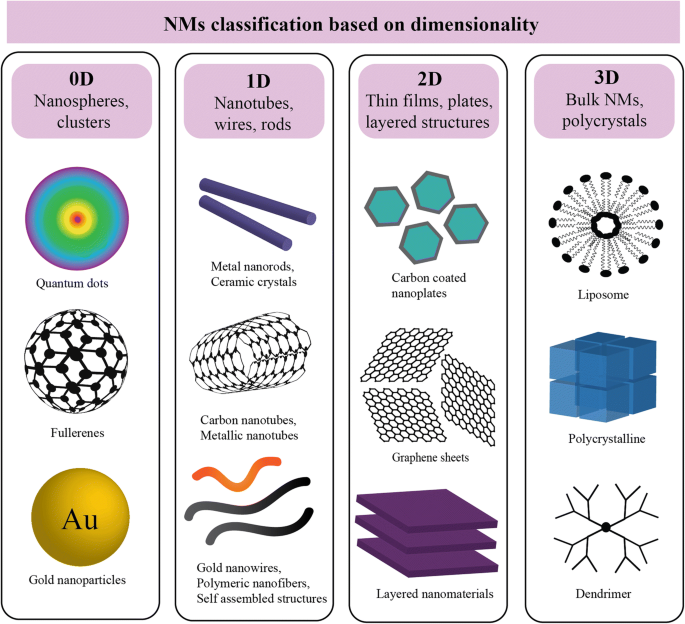 NMs classification based on dimensionality
0D
Nanospheres,
clusters
Quantum dots
Fullerenes
Au
Gold nanoparticles
1D
Nanotubes,
wires, rods
Metal nanorods,
Ceramic crystals
Carbon nanotubes,
Metallic nanotubes
Gold nanowires,
Polymeric nanofibers,
Self assembled structures
2D
Thin films, plates,
layered structures
Carbon coated
nanoplates
Graphene sheets
Layered nanomaterials
3D
Bulk NMs,
polycrystals
Liposome
Polycrystalline
Dendrimer